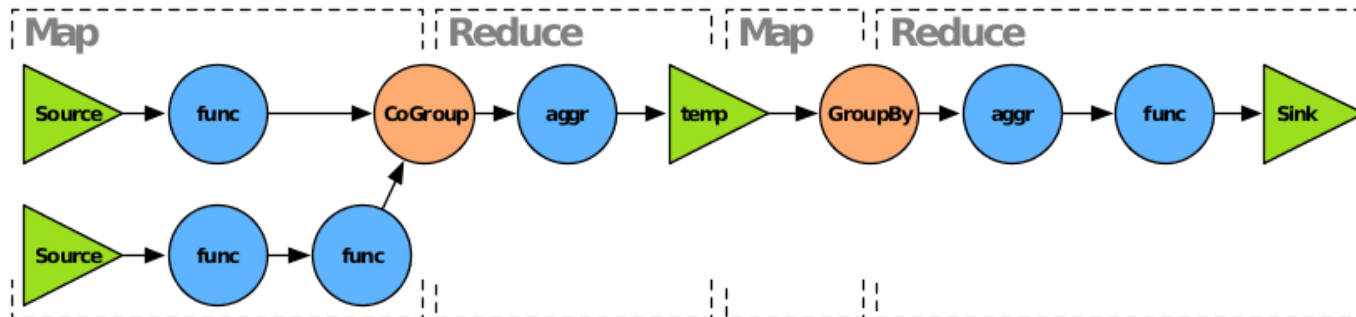 Map Reduce Map Reduce
Source func CoGroup aggr temp GroupBy aggr func Sink
Source func func